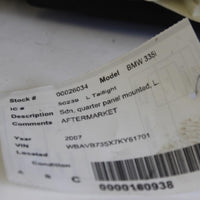 Stock # 00026034 Model BMW 335i
IC # 50239 L Taillight
Description Sdn, quarter panel mounted, L.
Comments AFTERMARKET
Year 2007
VIN WBAVB735X7KY61701
Located
Condition
A S C 0000160938